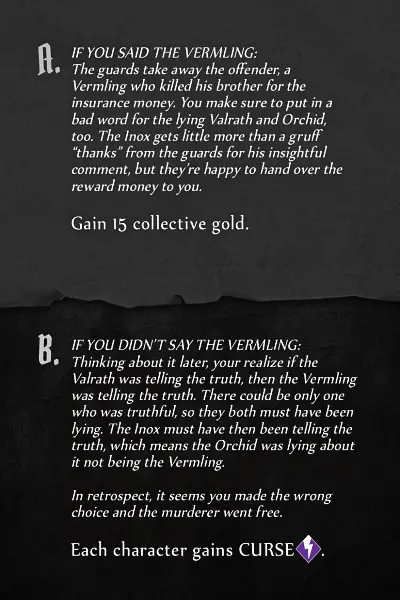 A.
IF YOU SAID THE VERMLING:
The guards take away the offender, a
Vermling who killed his brother for the
insurance money. You make sure to put in a
bad word for the lying Valrath and Orchid,
too. The Inox gets little more than a gruff
“thanks” from the guards for his insightful
comment, but they’re happy to hand over the
reward money to you.
Gain 15 collective gold.
B.
IF YOU DIDN’T SAY THE VERMLING:
Thinking about it later, your realize if the
Valrath was telling the truth, then the Vermling
was telling the truth. There could be only one
who was truthful, so they both must have been
lying. The Inox must have then been telling the
truth, which means the Orchid was lying about
it not being the Vermling.
In retrospect, it seems you made the wrong
choice and the murderer went free.
Each character gains CURSE.